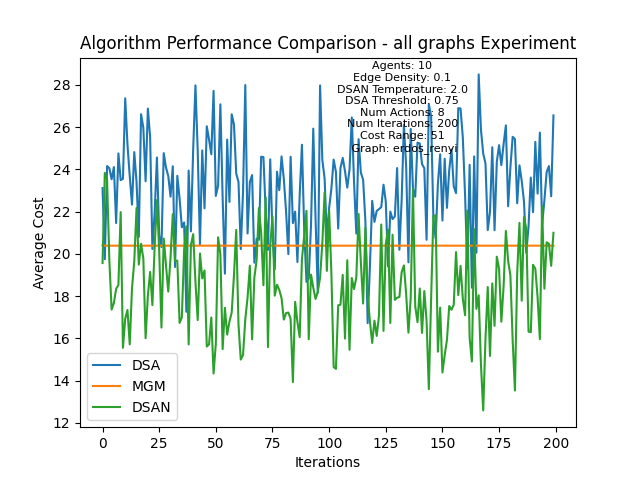 Algorithm Performance Comparison - all graphs Experiment
Agents: 10
Edge Density: 0.1
DSAN Temperature: 2.0
DSA Threshold: 0.75
Num Actions: 8
Num Iterations: 200
Cost Range: 51
Graph: erdos_renyi
28
26
24
22
20
18
16
14
12
Average Cost
DSA
MGM
DSAN
0 25 50 75 100 125 150 175 200
Iterations